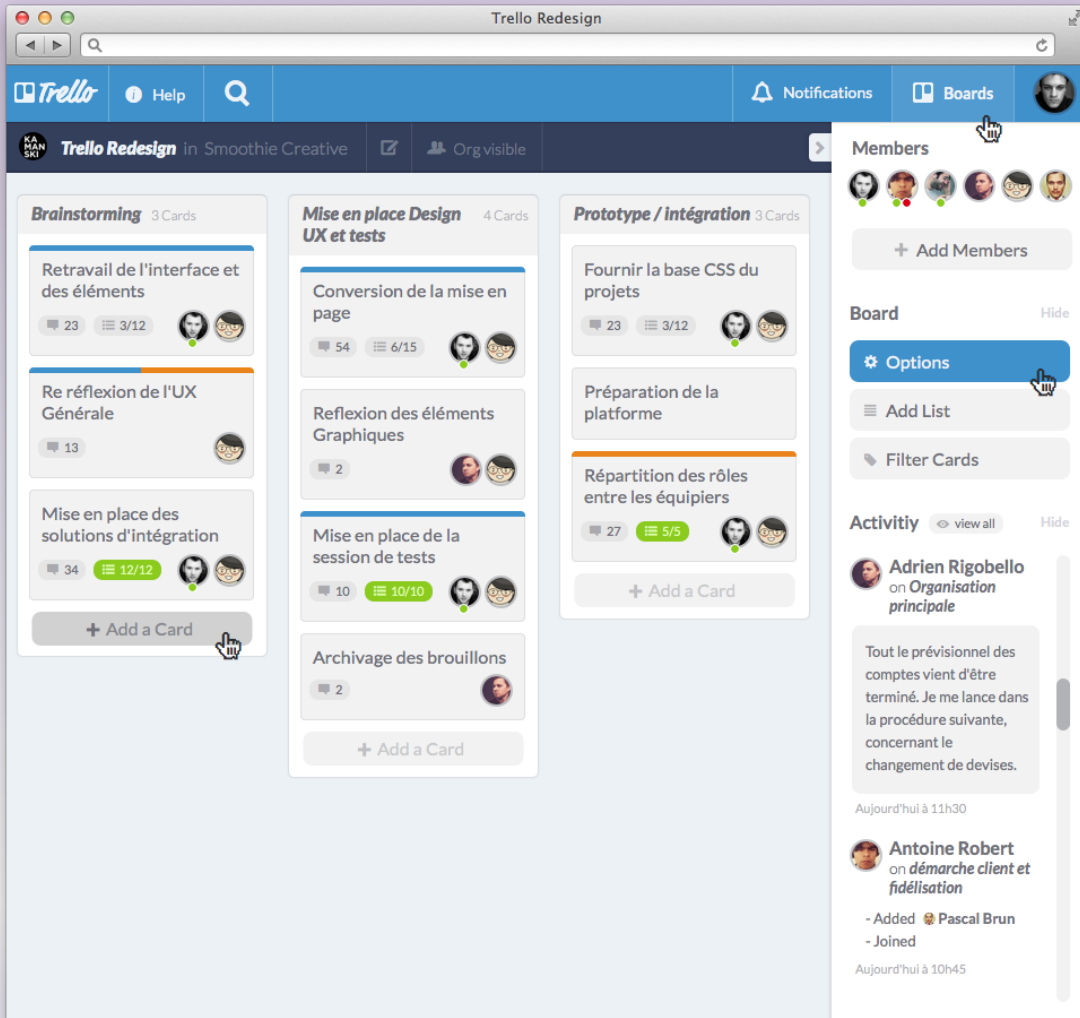 Trello Redesign
Trello
Help
Notifications
Boards
KA
MAN
SKI
Trello Redesign in Smoothie Creative
Org visible
Brainstorming 3 Cards
Retravail de l'interface et
des éléments
23 3/12
Re réflexion de l'UX
Générale
13
Mise en place des
solutions d'intégration
34 12/12
+ Add a Card
Mise en place Design 4 Cards
UX et tests
Conversion de la mise en
page
54 6/15
Reflexion des éléments
Graphiques
2
Mise en place de la
session de tests
10 10/10
Archivage des brouillons
2
+ Add a Card
Prototype / intégration 3 Cards
Fournir la base CSS du
projets
23 3/12
Préparation de la
platforme
Répartition des rôles
entre les équipiers
27 5/5
+ Add a Card
Members
+ Add Members
Board Hide
Options
Add List
Filter Cards
Activitiy view all Hide
Adrien Rigobello
on Organisation
principale
Tout le prévisionnel des
comptes vient d'être
terminé. Je me lance dans
la procédure suivante,
concernant le
changement de devises.
Aujourd'hui à 11h30
Antoine Robert
on démarche client et
fidélisation
- Added Pascal Brun
- Joined
Aujourd'hui à 10h45